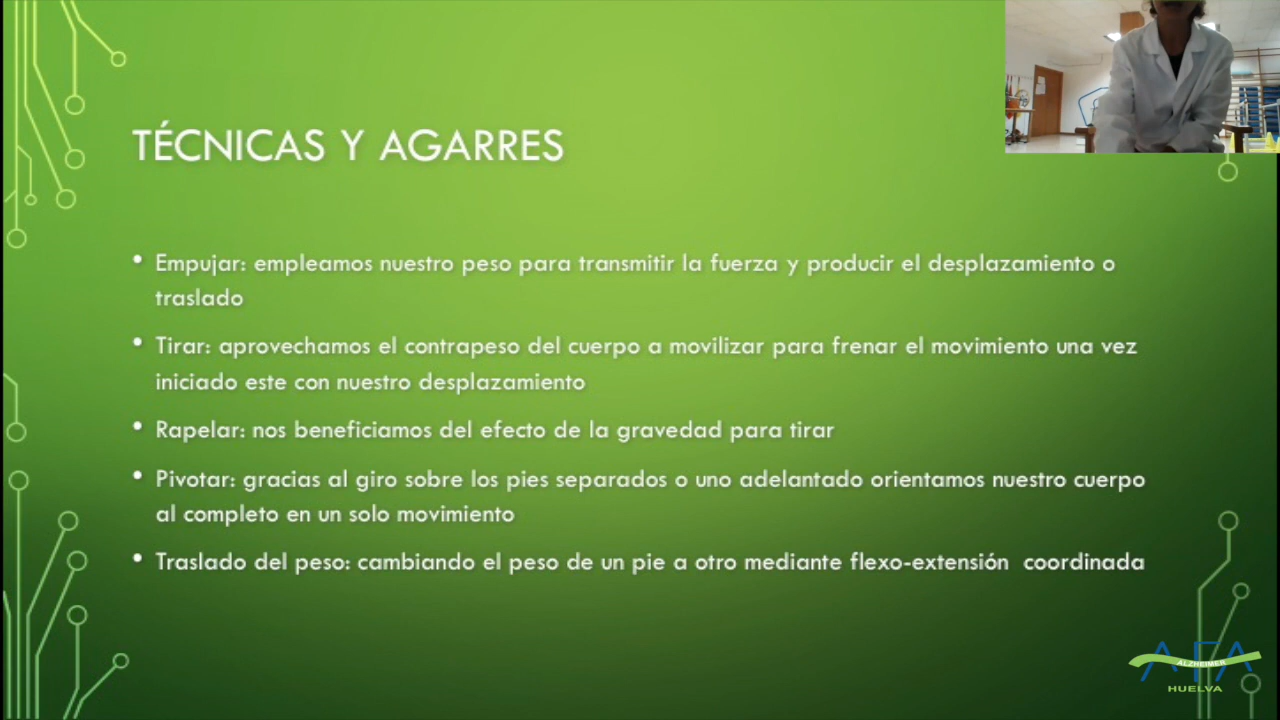 TÉCNICAS Y AGARRES
• Empujar: empleamos nuestro peso para transmitir la fuerza y producir el desplazamiento o
traslado
• Tirar: aprovechamos el contrapeso del cuerpo a movilizar para frenar el movimiento una vez
iniciado este con nuestro desplazamiento
• Rapelar: nos beneficiamos del efecto de la gravedad para tirar
• Pivotar: gracias al giro sobre los pies separados o uno adelantado orientamos nuestro cuerpo
al completo en un solo movimiento
• Traslado del peso: cambiando el peso de un pie a otro mediante flexo-extensión coordinada
AFA
ALZHEIMER
HUELVA